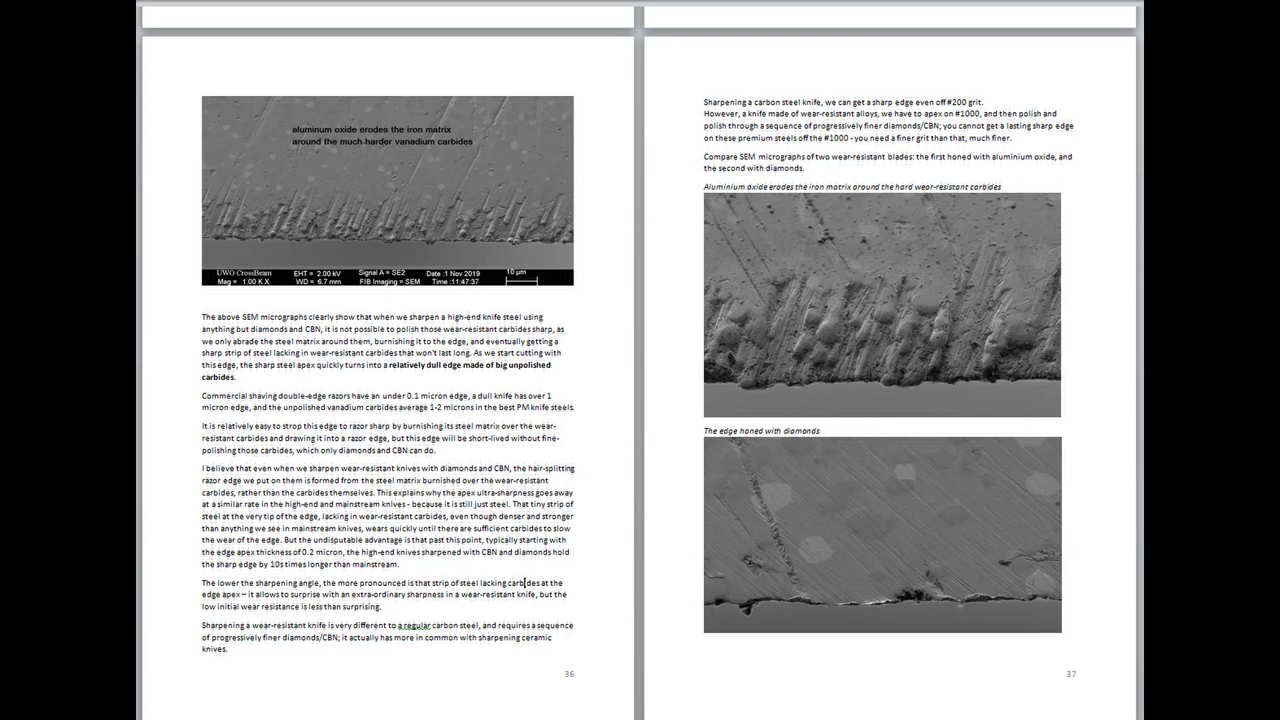 aluminum oxide erodes the iron matrix
around the much harder vanadium carbides
UWO CrossBeam EHT = 2.00 kV Signal A = SE2 Date :1 Nov 2019 10 µm
Mag = 1.00 K X WD = 6.7 mm FIB Imaging = SEM Time :11:47:37
The above SEM micrographs clearly show that when we sharpen a high-end knife steel using
anything but diamonds and CBN, it is not possible to polish those wear-resistant carbides sharp, as
we only abrade the steel matrix around them, burnishing it to the edge, and eventually getting a
sharp strip of steel lacking in wear-resistant carbides that won't last long. As we start cutting with
this edge, the sharp steel apex quickly turns into a relatively dull edge made of big unpolished
carbides.
Commercial shaving double-edge razors have an under 0.1 micron edge, a dull knife has over 1
micron edge, and the unpolished vanadium carbides average 1-2 microns in the best PM knife steels.
It is relatively easy to strop this edge to razor sharp by burnishing its steel matrix over the wear-
resistant carbides and drawing it into a razor edge, but this edge will be short-lived without fine-
polishing those carbides, which only diamonds and CBN can do.
I believe that even when we sharpen wear-resistant knives with diamonds and CBN, the hair-splitting
razor edge we put on them is formed from the steel matrix burnished over the wear-resistant
carbides, rather than the carbides themselves. This explains why the apex ultra-sharpness goes away
at a similar rate in the high-end and mainstream knives - because it is still just steel. That tiny strip of
steel at the very tip of the edge, lacking in wear-resistant carbides, even though denser and stronger
than anything we see in mainstream knives, wears quickly until there are sufficient carbides to slow
the wear of the edge. But the undisputable advantage is that past this point, typically starting with
the edge apex thickness of 0.2 micron, the high-end knives sharpened with CBN and diamonds hold
the sharp edge by 10s times longer than mainstream.
The lower the sharpening angle, the more pronounced is that strip of steel lacking carbides at the
edge apex – it allows to surprise with an extra-ordinary sharpness in a wear-resistant knife, but the
low initial wear resistance is less than surprising.
Sharpening a wear-resistant knife is very different to a regular carbon steel, and requires a sequence
of progressively finer diamonds/CBN; it actually has more in common with sharpening ceramic
knives.
36
Sharpening a carbon steel knife, we can get a sharp edge even off #200 grit.
However, a knife made of wear-resistant alloys, we have to apex on #1000, and then polish and
polish through a sequence of progressively finer diamonds/CBN; you cannot get a lasting sharp edge
on these premium steels off the #1000 - you need a finer grit than that, much finer.
Compare SEM micrographs of two wear-resistant blades: the first honed with aluminium oxide, and
the second with diamonds.
Aluminium oxide erodes the iron matrix around the hard wear-resistant carbides
The edge honed with diamonds
37